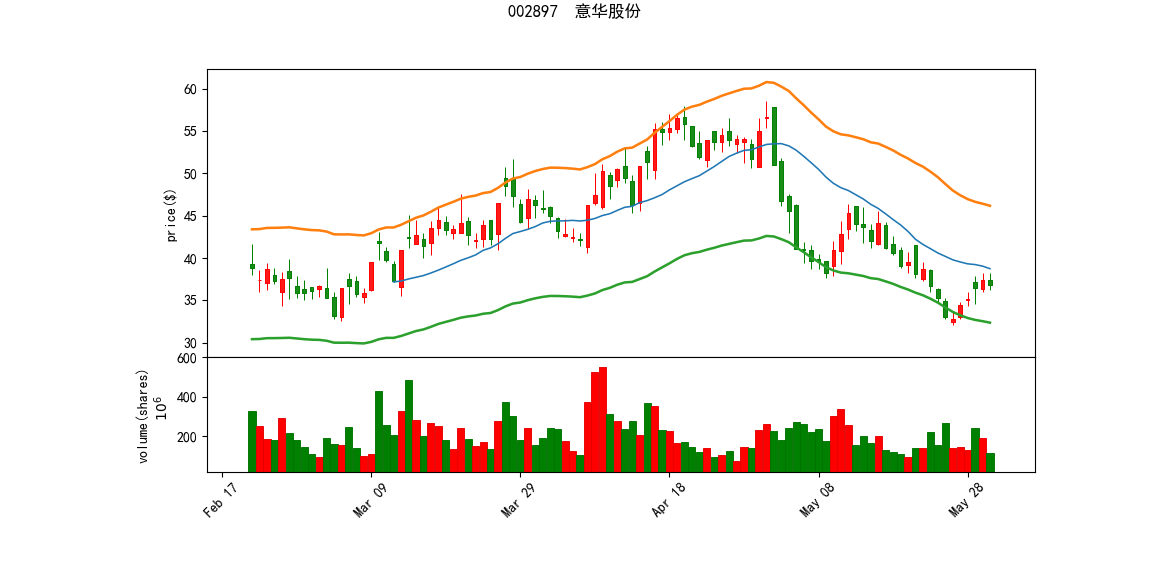 002897 意华股份
price($)
60
55
50
45
40
35
30
volume(shares)
10^6
600
400
200
Feb 17
Mar 09
Mar 29
Apr 18
May 08
May 28